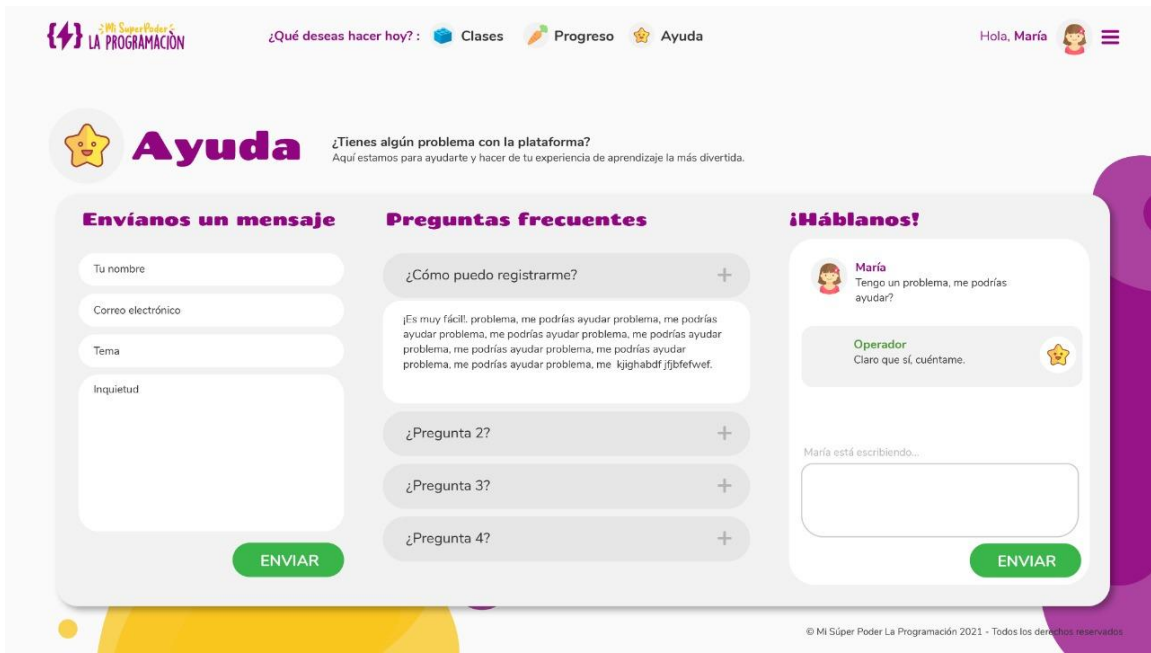 Mi SuperPoder
LA PROGRAMACIÒN
¿Qué deseas hacer hoy? : Clases Progreso Ayuda
Hola, María
Ayuda
¿Tienes algún problema con la plataforma?
Aquí estamos para ayudarte y hacer de tu experiencia de aprendizaje la más divertida.
Envíanos un mensaje
Tu nombre
Correo electrónico
Tema
Inquietud
ENVIAR
Preguntas frecuentes
¿Cómo puedo registrarme?
¡Es muy fácil!. problema, me podrías ayudar problema, me podrías
ayudar problema, me podrías ayudar problema, me podrías ayudar
problema, me podrías ayudar problema, me podrías ayudar
problema, me podrías ayudar problema, me kjighabdf jfjbfefwef.
¿Pregunta 2?
¿Pregunta 3?
¿Pregunta 4?
¡Háblanos!
María
Tengo un problema, me podrías
ayudar?
Operador
Claro que sí, cuéntame.
María está escribiendo...
ENVIAR
© Mi Súper Poder La Programación 2021 - Todos los derechos reservados